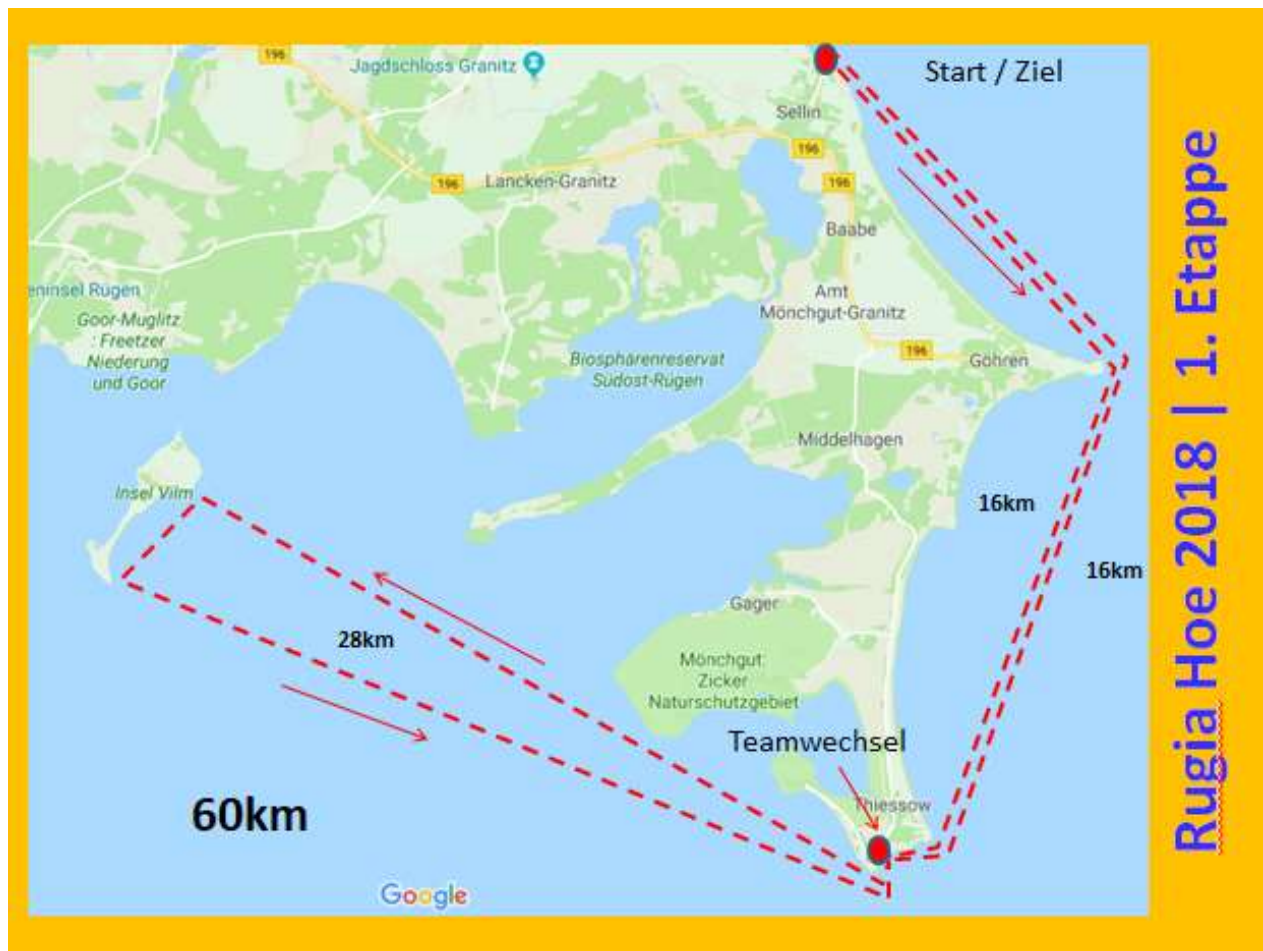 196
Jagdschloss Granitz
Start / Ziel
Sellin
196
196
Lancken-Granitz
196
Baabe
eninsel Rügen
Amt
Mönchgut-Granitz
Goor-Muglitz
: Freetzer
Niederung
und Goor
Biosphärenreservat
Südost-Rügen
196
Göhren
Middelhagen
Insel Vilm
16km
16km
Gager
28km
Mönchgut:
Zicker
Naturschutzgebiet
Teamwechsel
60km
Thiessow
Google
Rugia Hoe 2018 | 1. Etappe